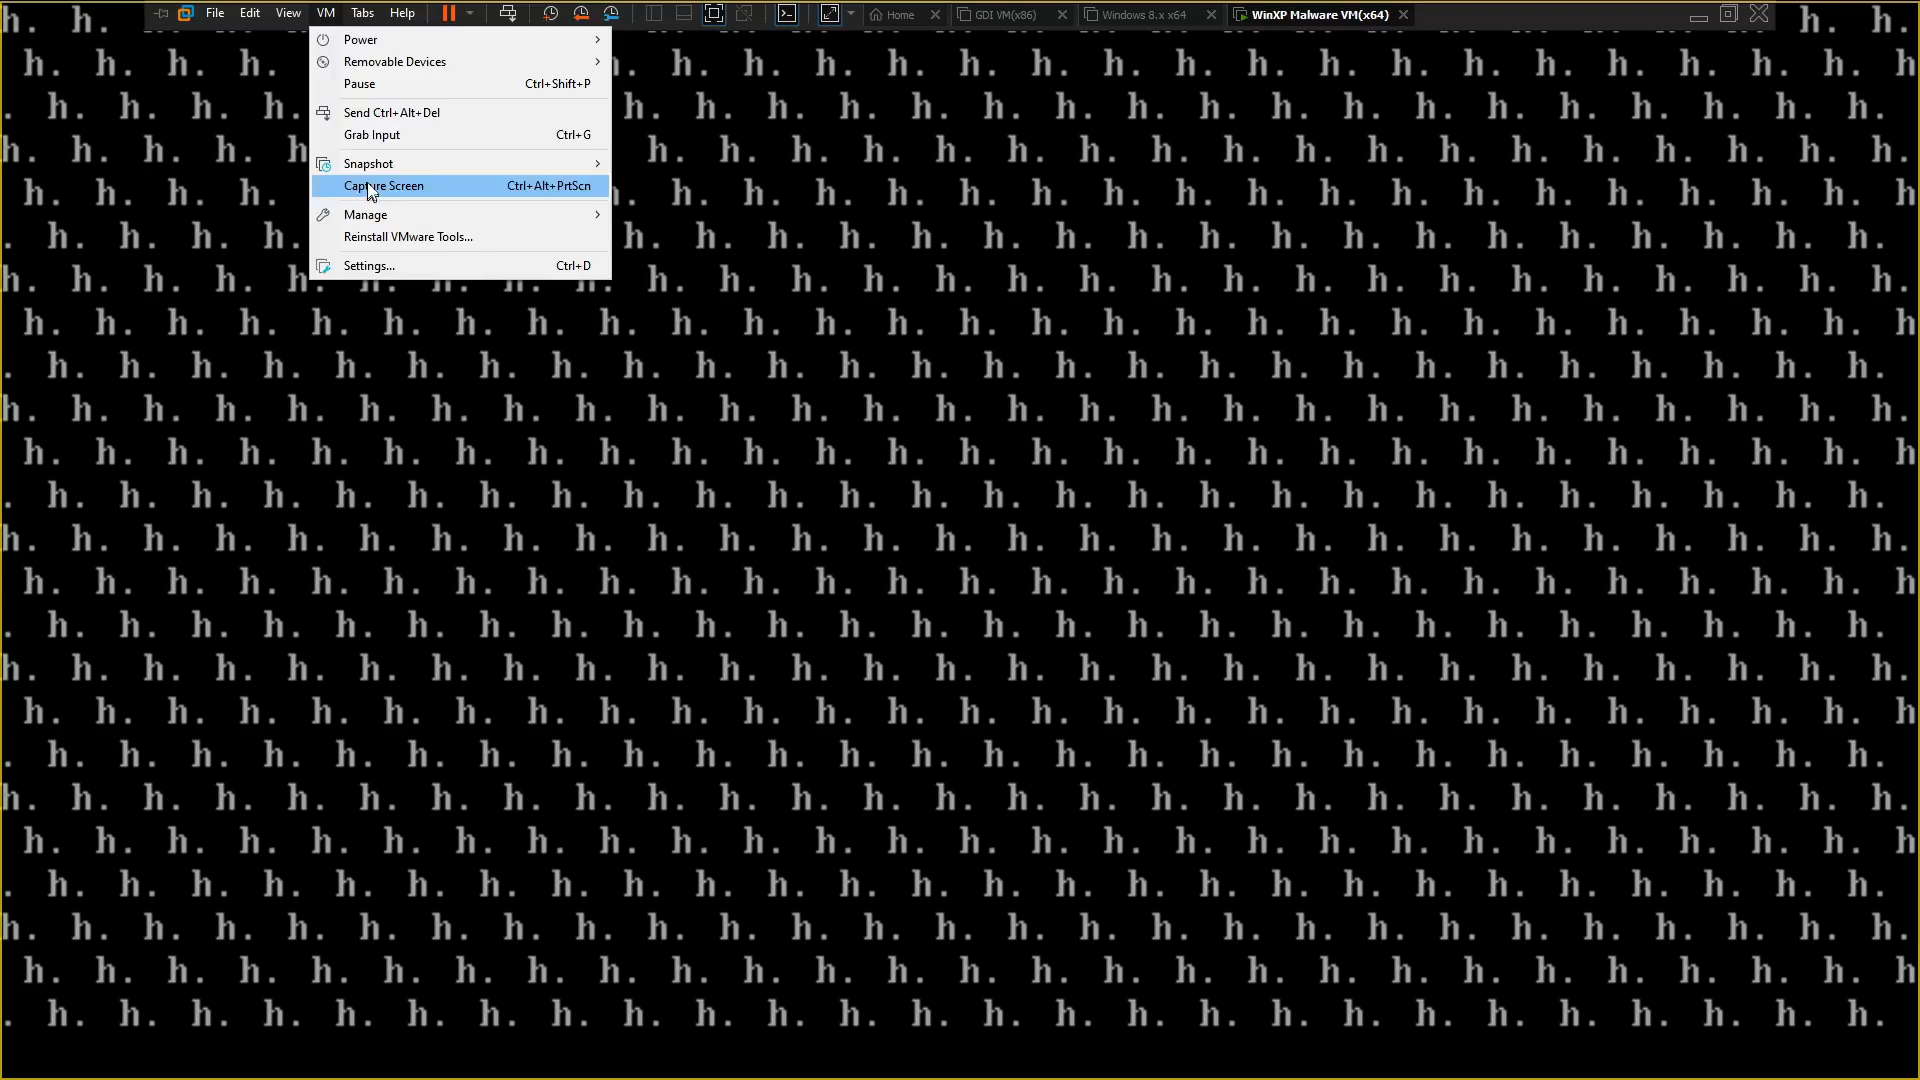 File Edit View VM Tabs Help Home GDI VM(x86) Windows 8.x x64 WinXP Malware VM(x64)
Power
Removable Devices
Pause Ctrl+Shift+P
Send Ctrl+Alt+Del
Grab Input Ctrl+G
Snapshot
Capture Screen Ctrl+Alt+PrtScn
Manage
Reinstall VMware Tools...
Settings... Ctrl+D
h. h. h. h.
h. h. h. h. h. h. h. h. h. h. h. h. h. h. h. h. h. h. h. h. h. h
. h. h. h. h. h. h. h. h. h. h. h. h. h. h. h. h. h. h. h. h. h. h.
h. h. h. h. h h. h. h. h. h. h. h. h. h. h. h. h. h. h. h. h. h. h.
h. h. h. h. h. h. h. h. h. h. h. h. h. h. h. h. h. h. h. h. h. h
. h. h. h. h. h. h. h. h. h. h. h. h. h. h. h. h. h. h. h. h. h. h.
h. h. h. h. h. h. h. h. h. h. h. h. h. h. h. h. h. h. h. h. h. h. h. h. h. h. h.
h. h. h. h. h. h. h. h. h. h. h. h. h. h. h. h. h. h. h. h. h. h. h. h. h. h. h
. h. h. h. h. h. h. h. h. h. h. h. h. h. h. h. h. h. h. h. h. h. h. h. h. h. h.
h. h. h. h. h. h. h. h. h. h. h. h. h. h. h. h. h. h. h. h. h. h. h. h. h. h. h.
h. h. h. h. h. h. h. h. h. h. h. h. h. h. h. h. h. h. h. h. h. h. h. h. h. h. h
. h. h. h. h. h. h. h. h. h. h. h. h. h. h. h. h. h. h. h. h. h. h. h. h. h. h.
h. h. h. h. h. h. h. h. h. h. h. h. h. h. h. h. h. h. h. h. h. h. h. h. h. h. h.
h. h. h. h. h. h. h. h. h. h. h. h. h. h. h. h. h. h. h. h. h. h. h. h. h. h. h
. h. h. h. h. h. h. h. h. h. h. h. h. h. h. h. h. h. h. h. h. h. h. h. h. h. h.
h. h. h. h. h. h. h. h. h. h. h. h. h. h. h. h. h. h. h. h. h. h. h. h. h. h. h.
h. h. h. h. h. h. h. h. h. h. h. h. h. h. h. h. h. h. h. h. h. h. h. h. h. h. h
. h. h. h. h. h. h. h. h. h. h. h. h. h. h. h. h. h. h. h. h. h. h. h. h. h. h.
h. h. h. h. h. h. h. h. h. h. h. h. h. h. h. h. h. h. h. h. h. h. h. h. h. h. h.
h. h. h. h. h. h. h. h. h. h. h. h. h. h. h. h. h. h. h. h. h. h. h. h. h. h. h
. h. h. h. h. h. h. h. h. h. h. h. h. h. h. h. h. h. h. h. h. h. h. h. h. h. h.
h. h. h. h. h. h. h. h. h. h. h. h. h. h. h. h. h. h. h. h. h. h. h. h. h. h. h.
h. h. h. h. h. h. h. h. h. h. h. h. h. h. h. h. h. h. h. h. h. h. h. h. h. h. h
. h. h. h. h. h. h. h. h. h. h. h. h. h. h. h. h. h. h. h. h. h. h. h. h. h. h.